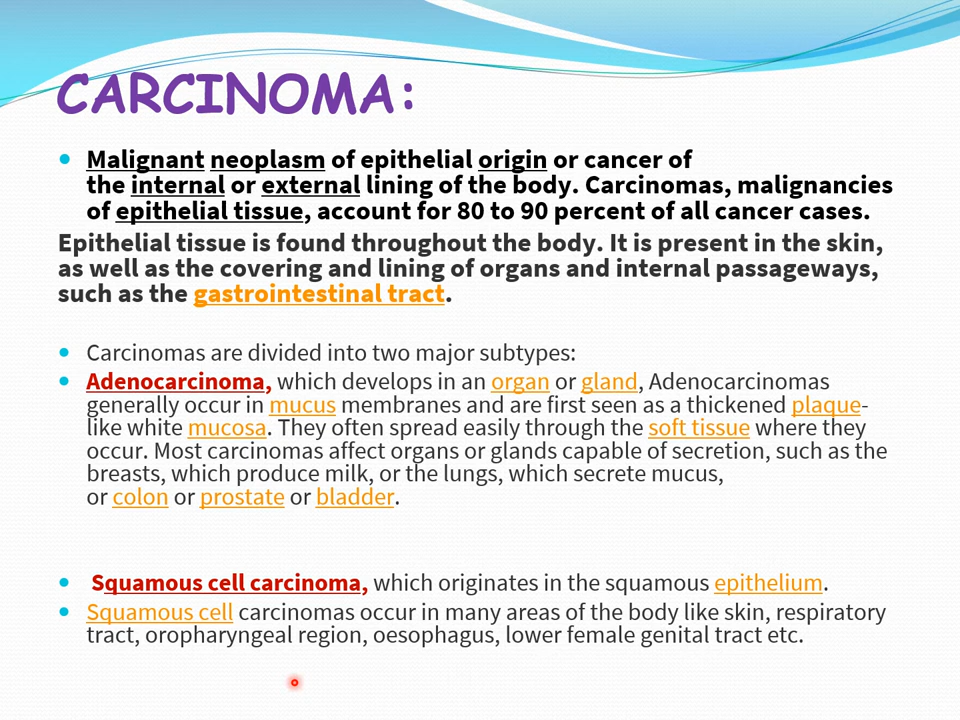 CARCINOMA:
Malignant neoplasm of epithelial origin or cancer of
the internal or external lining of the body. Carcinomas, malignancies
of epithelial tissue, account for 80 to 90 percent of all cancer cases.
Epithelial tissue is found throughout the body. It is present in the skin,
as well as the covering and lining of organs and internal passageways,
such as the gastrointestinal tract.
Carcinomas are divided into two major subtypes:
Adenocarcinoma, which develops in an organ or gland, Adenocarcinomas
generally occur in mucus membranes and are first seen as a thickened plaque-
like white mucosa. They often spread easily through the soft tissue where they
occur. Most carcinomas affect organs or glands capable of secretion, such as the
breasts, which produce milk, or the lungs, which secrete mucus,
or colon or prostate or bladder.
Squamous cell carcinoma, which originates in the squamous epithelium.
Squamous cell carcinomas occur in many areas of the body like skin, respiratory
tract, oropharyngeal region, oesophagus, lower female genital tract etc.